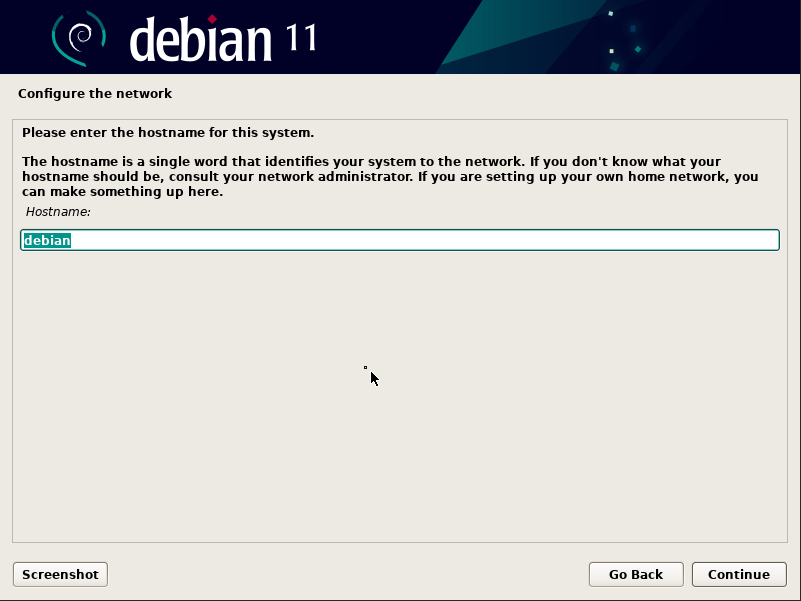 debian 11
Configure the network
Please enter the hostname for this system.
The hostname is a single word that identifies your system to the network. If you don't know what your
hostname should be, consult your network administrator. If you are setting up your own home network, you
can make something up here.
Hostname:
debian
Screenshot
Go Back
Continue